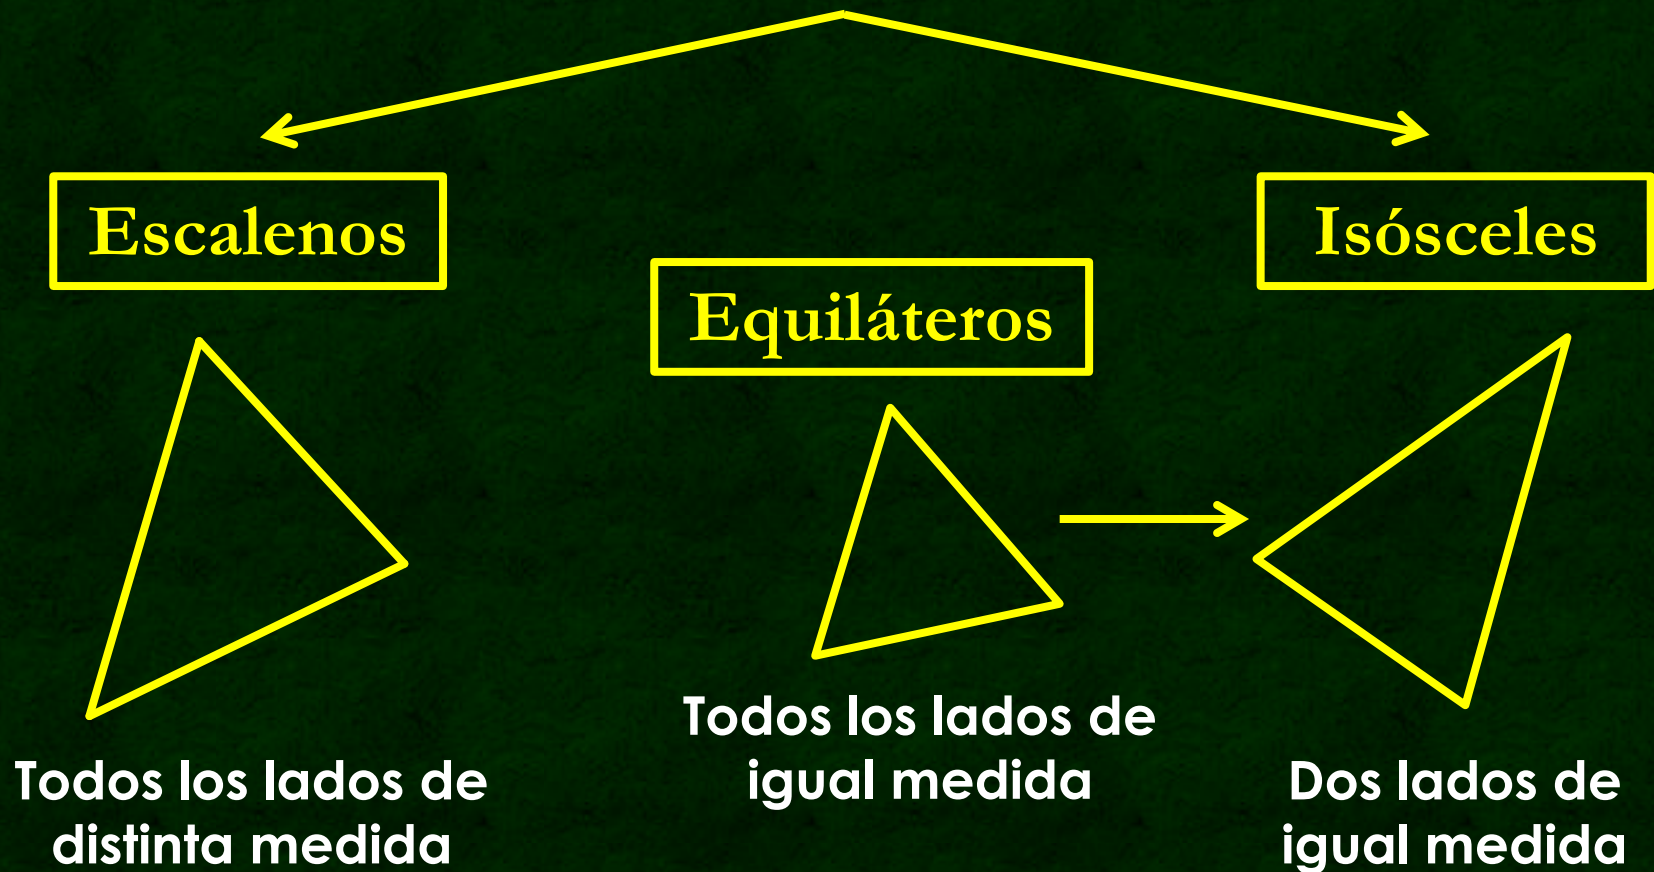 Escalenos
Equiláteros
Isósceles
Todos los lados de
distinta medida
Todos los lados de
igual medida
Dos lados de
igual medida